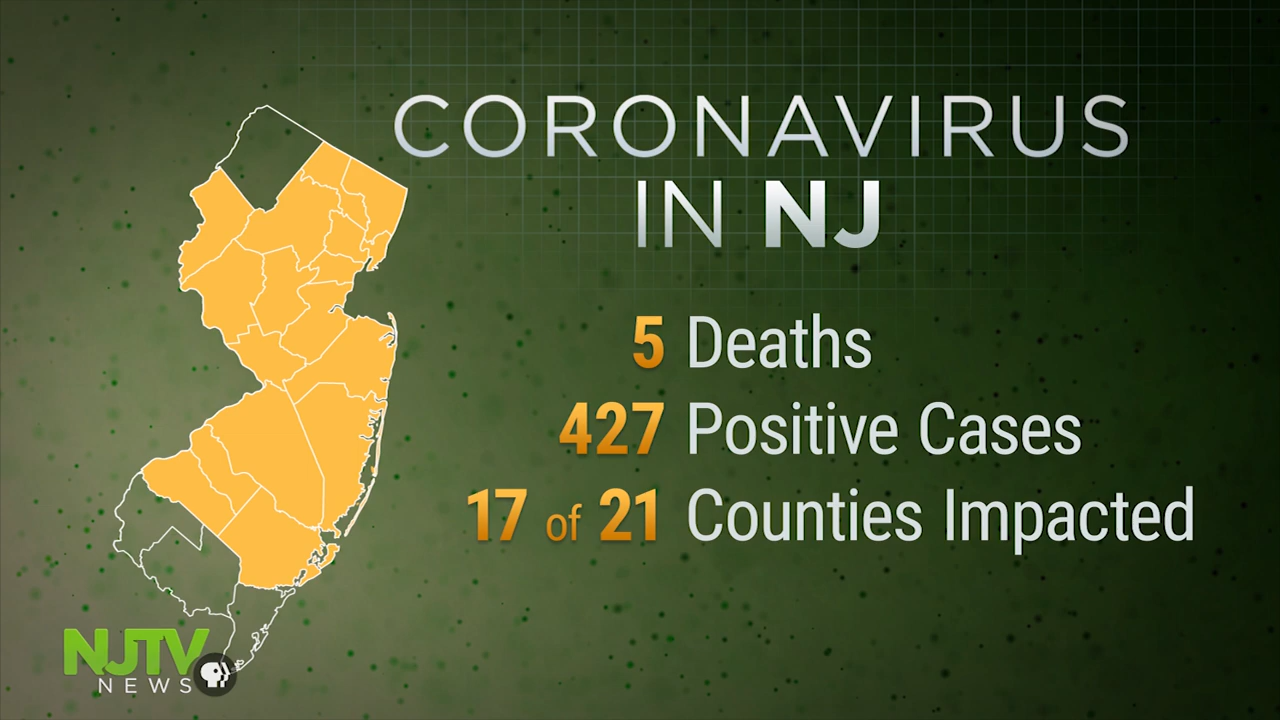 CORONAVIRUS
IN NJ
5 Deaths
427 Positive Cases
17 of 21 Counties Impacted
NJTV
NEWS